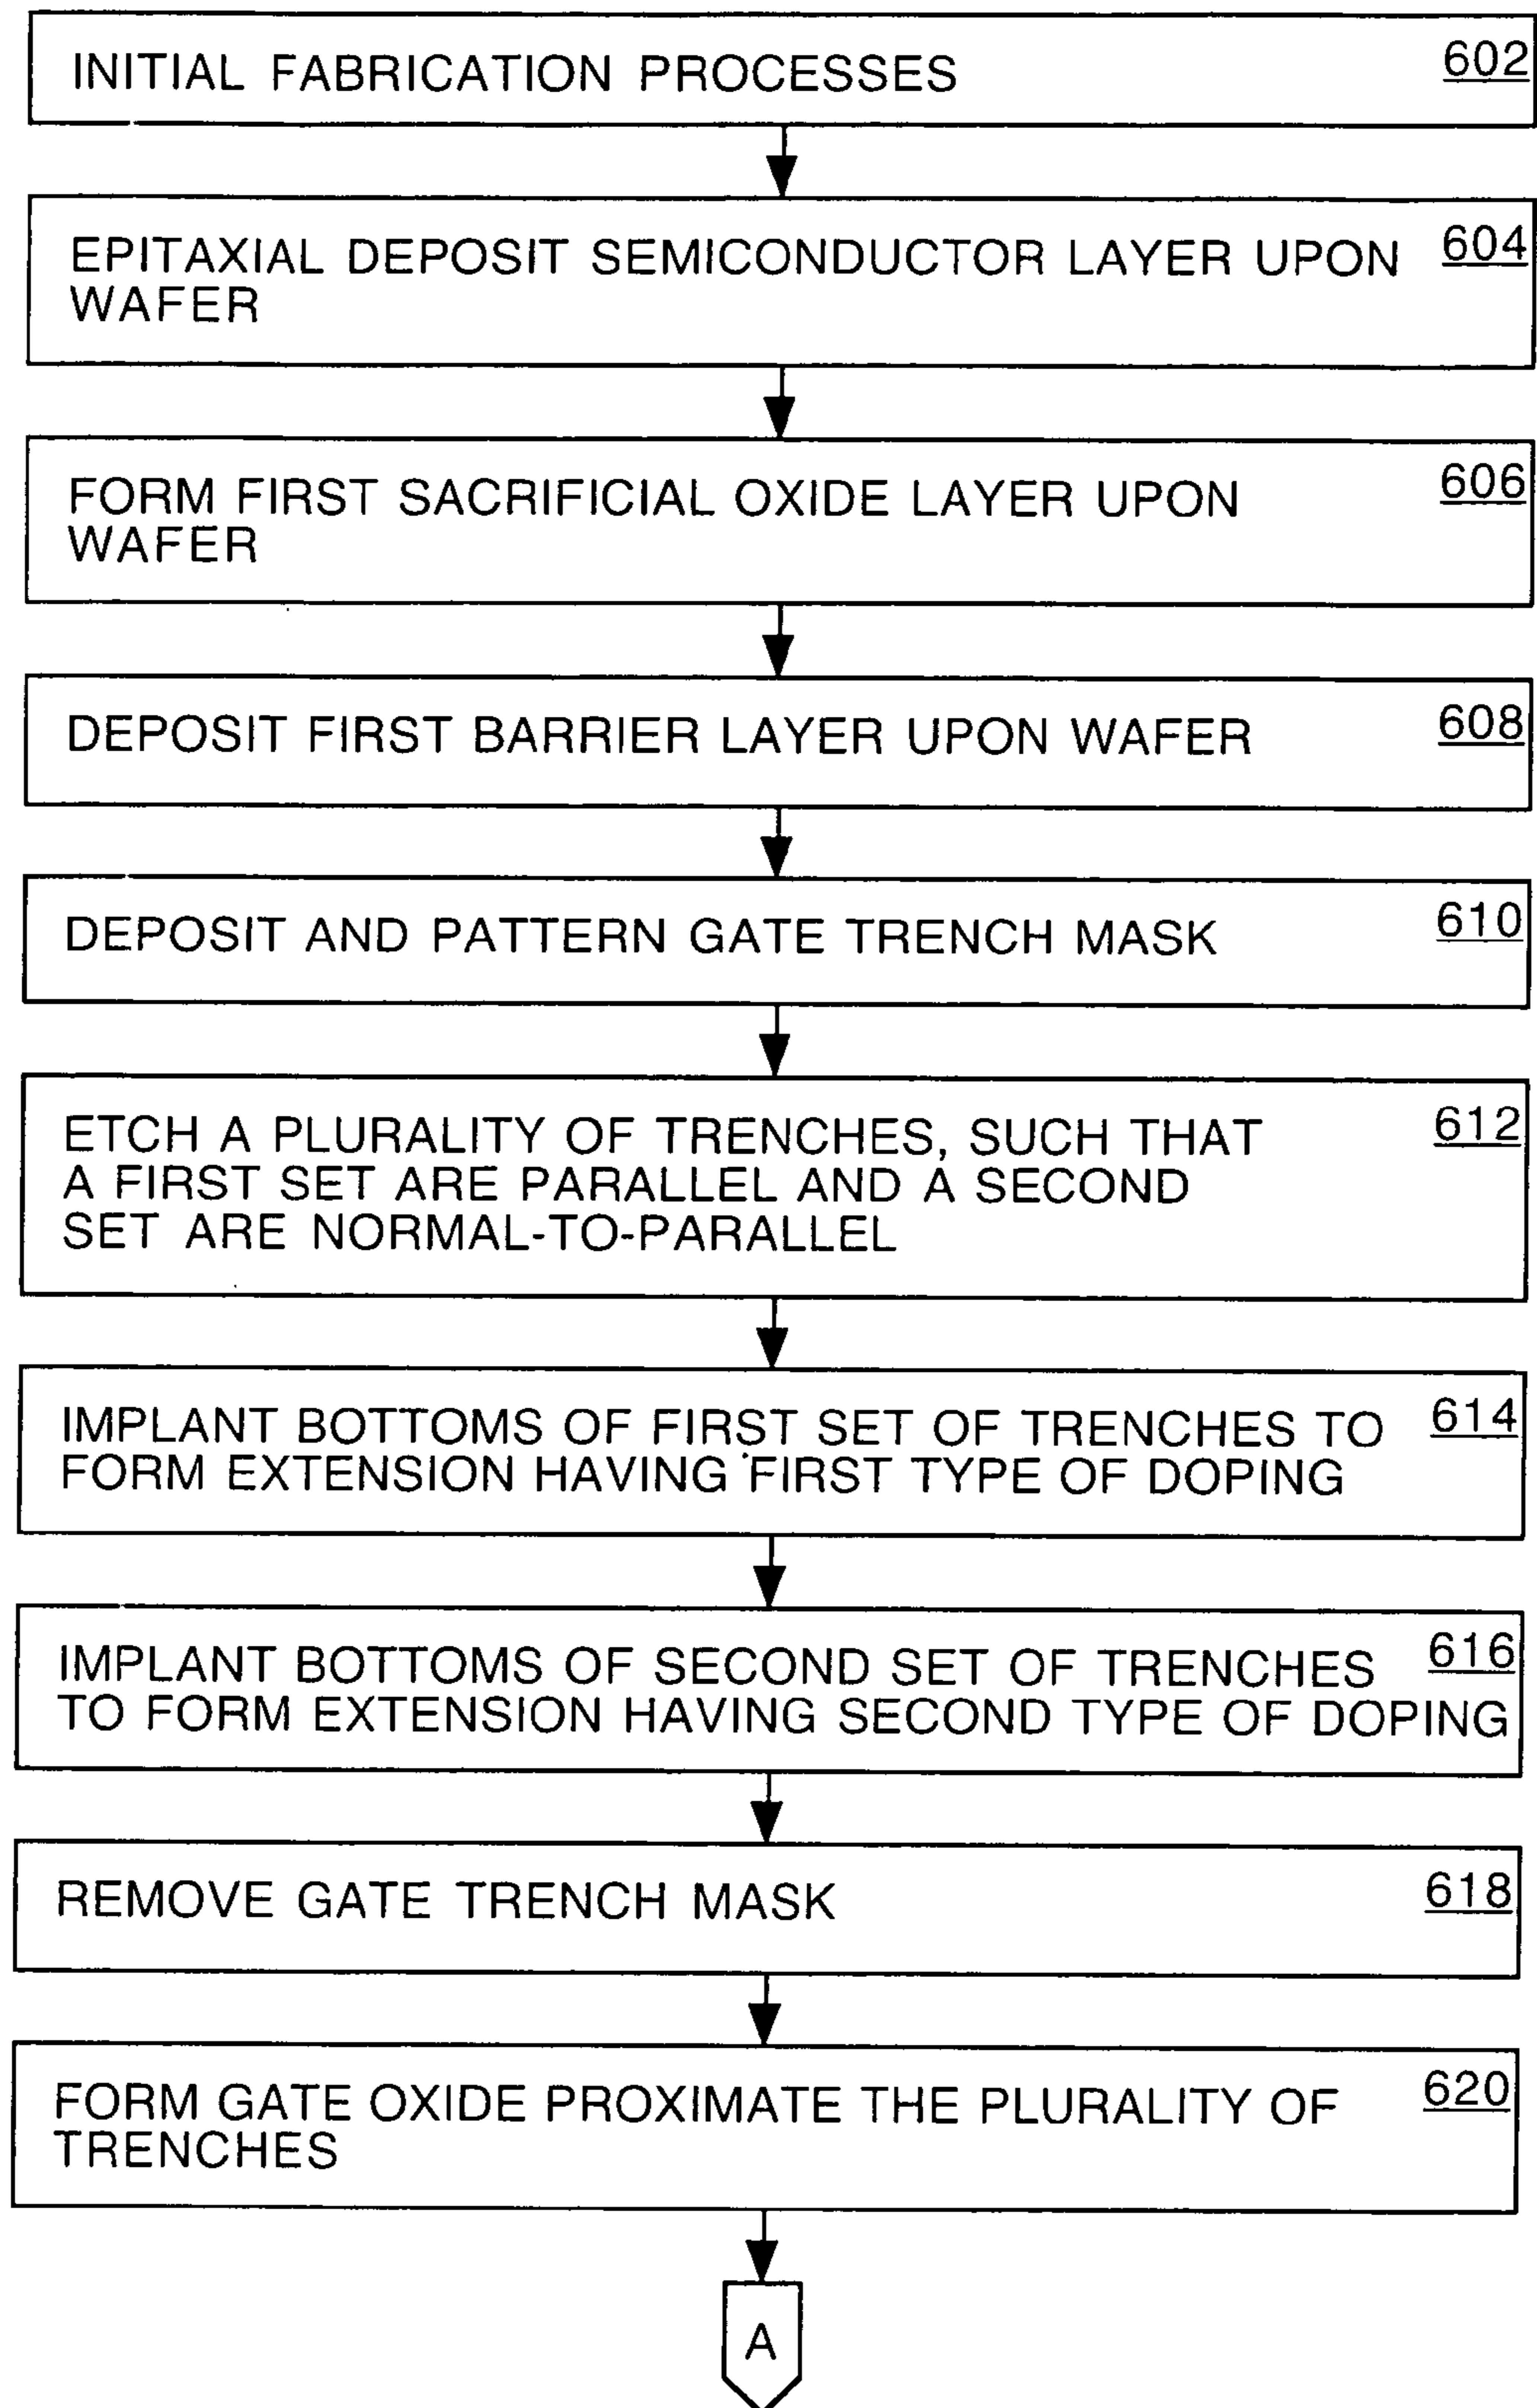 INITIAL FABRICATION PROCESSES 602
EPITAXIAL DEPOSIT SEMICONDUCTOR LAYER UPON 604
WAFER
FORM FIRST SACRIFICIAL OXIDE LAYER UPON 606
WAFER
DEPOSIT FIRST BARRIER LAYER UPON WAFER 608
DEPOSIT AND PATTERN GATE TRENCH MASK 610
ETCH A PLURALITY OF TRENCHES, SUCH THAT 612
A FIRST SET ARE PARALLEL AND A SECOND
SET ARE NORMAL-TO-PARALLEL
IMPLANT BOTTOMS OF FIRST SET OF TRENCHES TO 614
FORM EXTENSION HAVING FIRST TYPE OF DOPING
IMPLANT BOTTOMS OF SECOND SET OF TRENCHES 616
TO FORM EXTENSION HAVING SECOND TYPE OF DOPING
REMOVE GATE TRENCH MASK 618
FORM GATE OXIDE PROXIMATE THE PLURALITY OF 620
TRENCHES
A